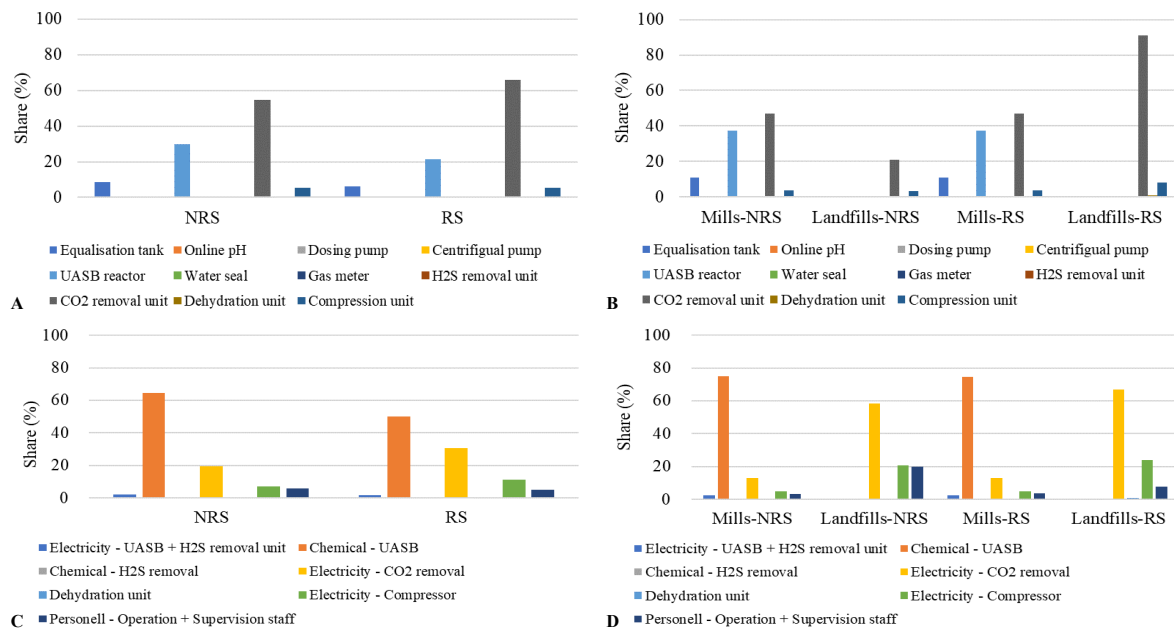 100
80
60
40
20
0
Share (%)
NRS
RS
Equalisation tank
Online pH
Dosing pump
Centrifigual pump
UASB reactor
Water seal
Gas meter
H2S removal unit
CO2 removal unit
Dehydration unit
Compression unit
A
100
80
60
40
20
0
Share (%)
Mills-NRS
Landfills-NRS
Mills-RS
Landfills-RS
Equalisation tank
Online pH
Dosing pump
Centrifigual pump
UASB reactor
Water seal
Gas meter
H2S removal unit
CO2 removal unit
Dehydration unit
Compression unit
B
100
80
60
40
20
0
Share (%)
NRS
RS
Electricity - UASB + H2S removal unit
Chemical - UASB
Chemical - H2S removal
Electricity - CO2 removal
Dehydration unit
Electricity - Compressor
Personell - Operation + Supervision staff
C
100
80
60
40
20
0
Share (%)
Mills-NRS
Landfills-NRS
Mills-RS
Landfills-RS
Electricity - UASB + H2S removal unit
Chemical - UASB
Chemical - H2S removal
Electricity - CO2 removal
Dehydration unit
Electricity - Compressor
Personell - Operation + Supervision staff
D